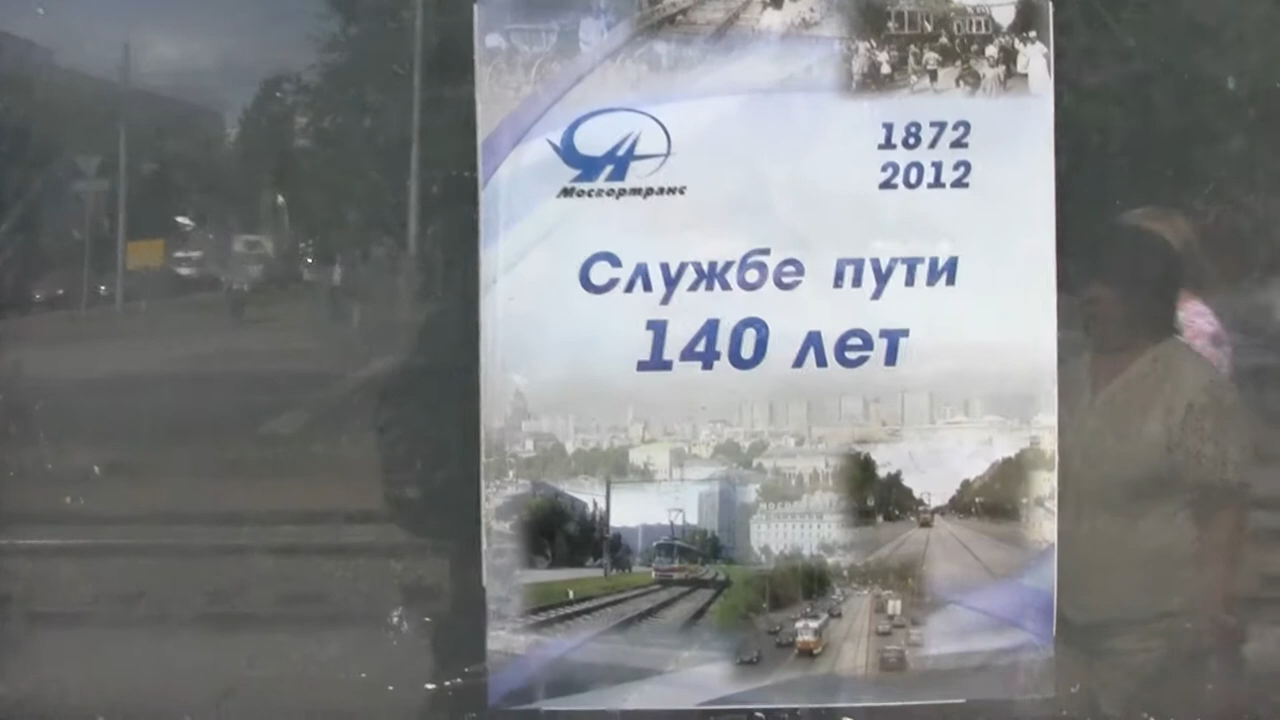 Мосгортранс
1872
2012
Службе пути
140 лет